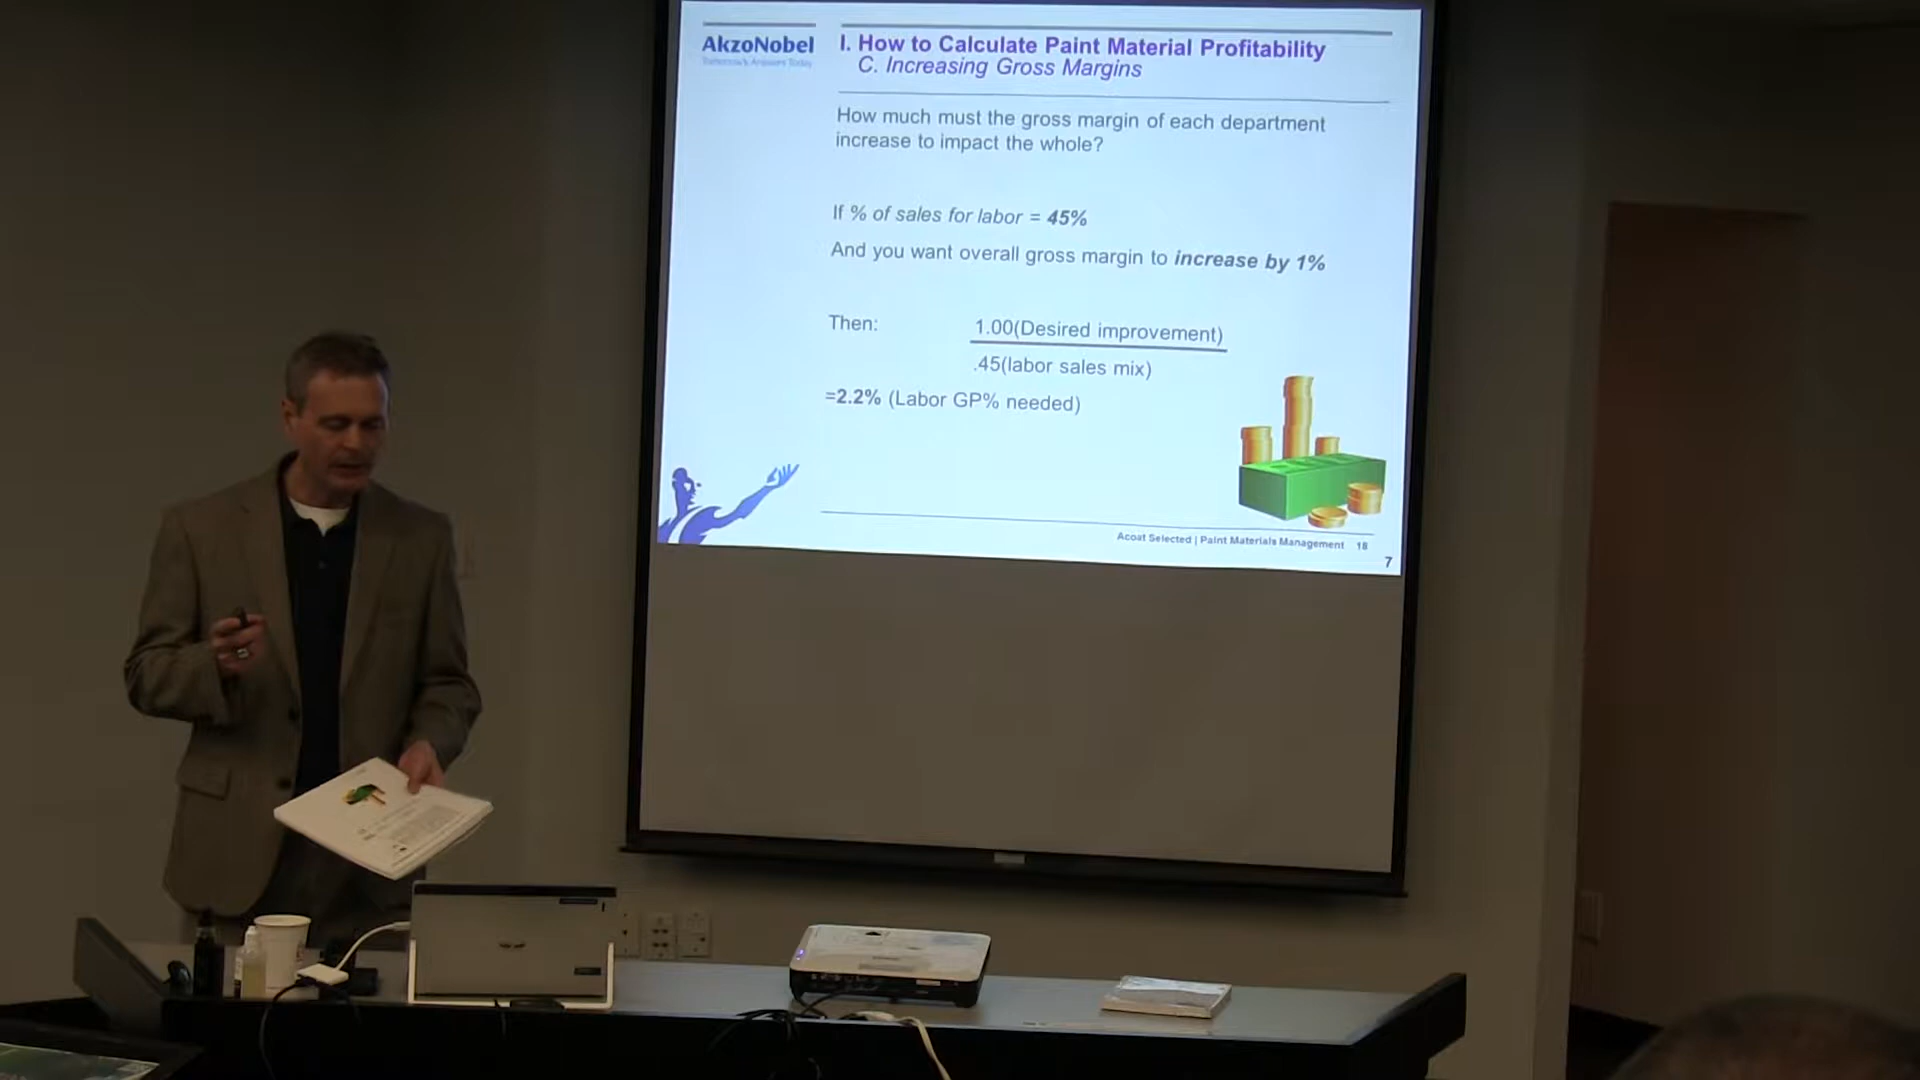 AkzoNobel
Tomorrow's Answers Today
I. How to Calculate Paint Material Profitability
C. Increasing Gross Margins
How much must the gross margin of each department
increase to impact the whole?
If % of sales for labor = 45%
And you want overall gross margin to increase by 1%
Then:
1.00(Desired improvement)
.45(labor sales mix)
=2.2% (Labor GP% needed)
Acoat Selected | Paint Materials Management 18
7